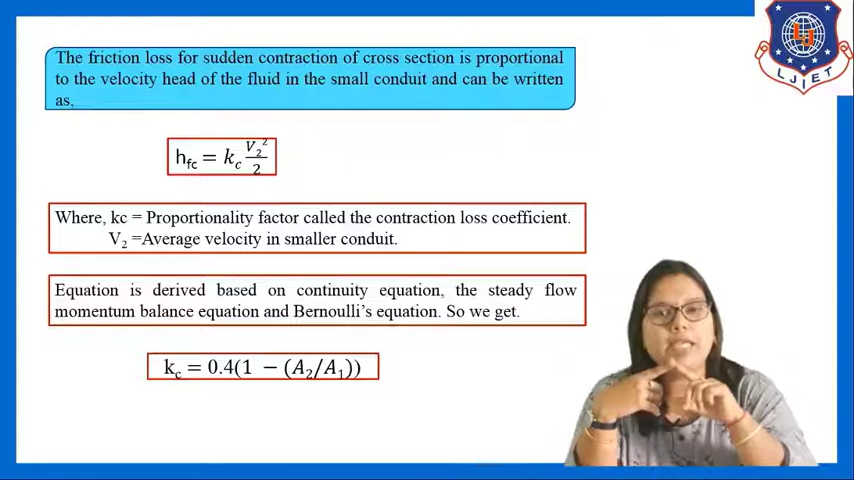 The friction loss for sudden contraction of cross section is proportional
to the velocity head of the fluid in the small conduit and can be written
as,
h_fc = k_c V_2^2/2
Where, kc = Proportionality factor called the contraction loss coefficient.
V_2 =Average velocity in smaller conduit.
Equation is derived based on continuity equation, the steady flow
momentum balance equation and Bernoulli's equation. So we get.
k_c = 0.4(1 − (A_2/A_1))
LJIET